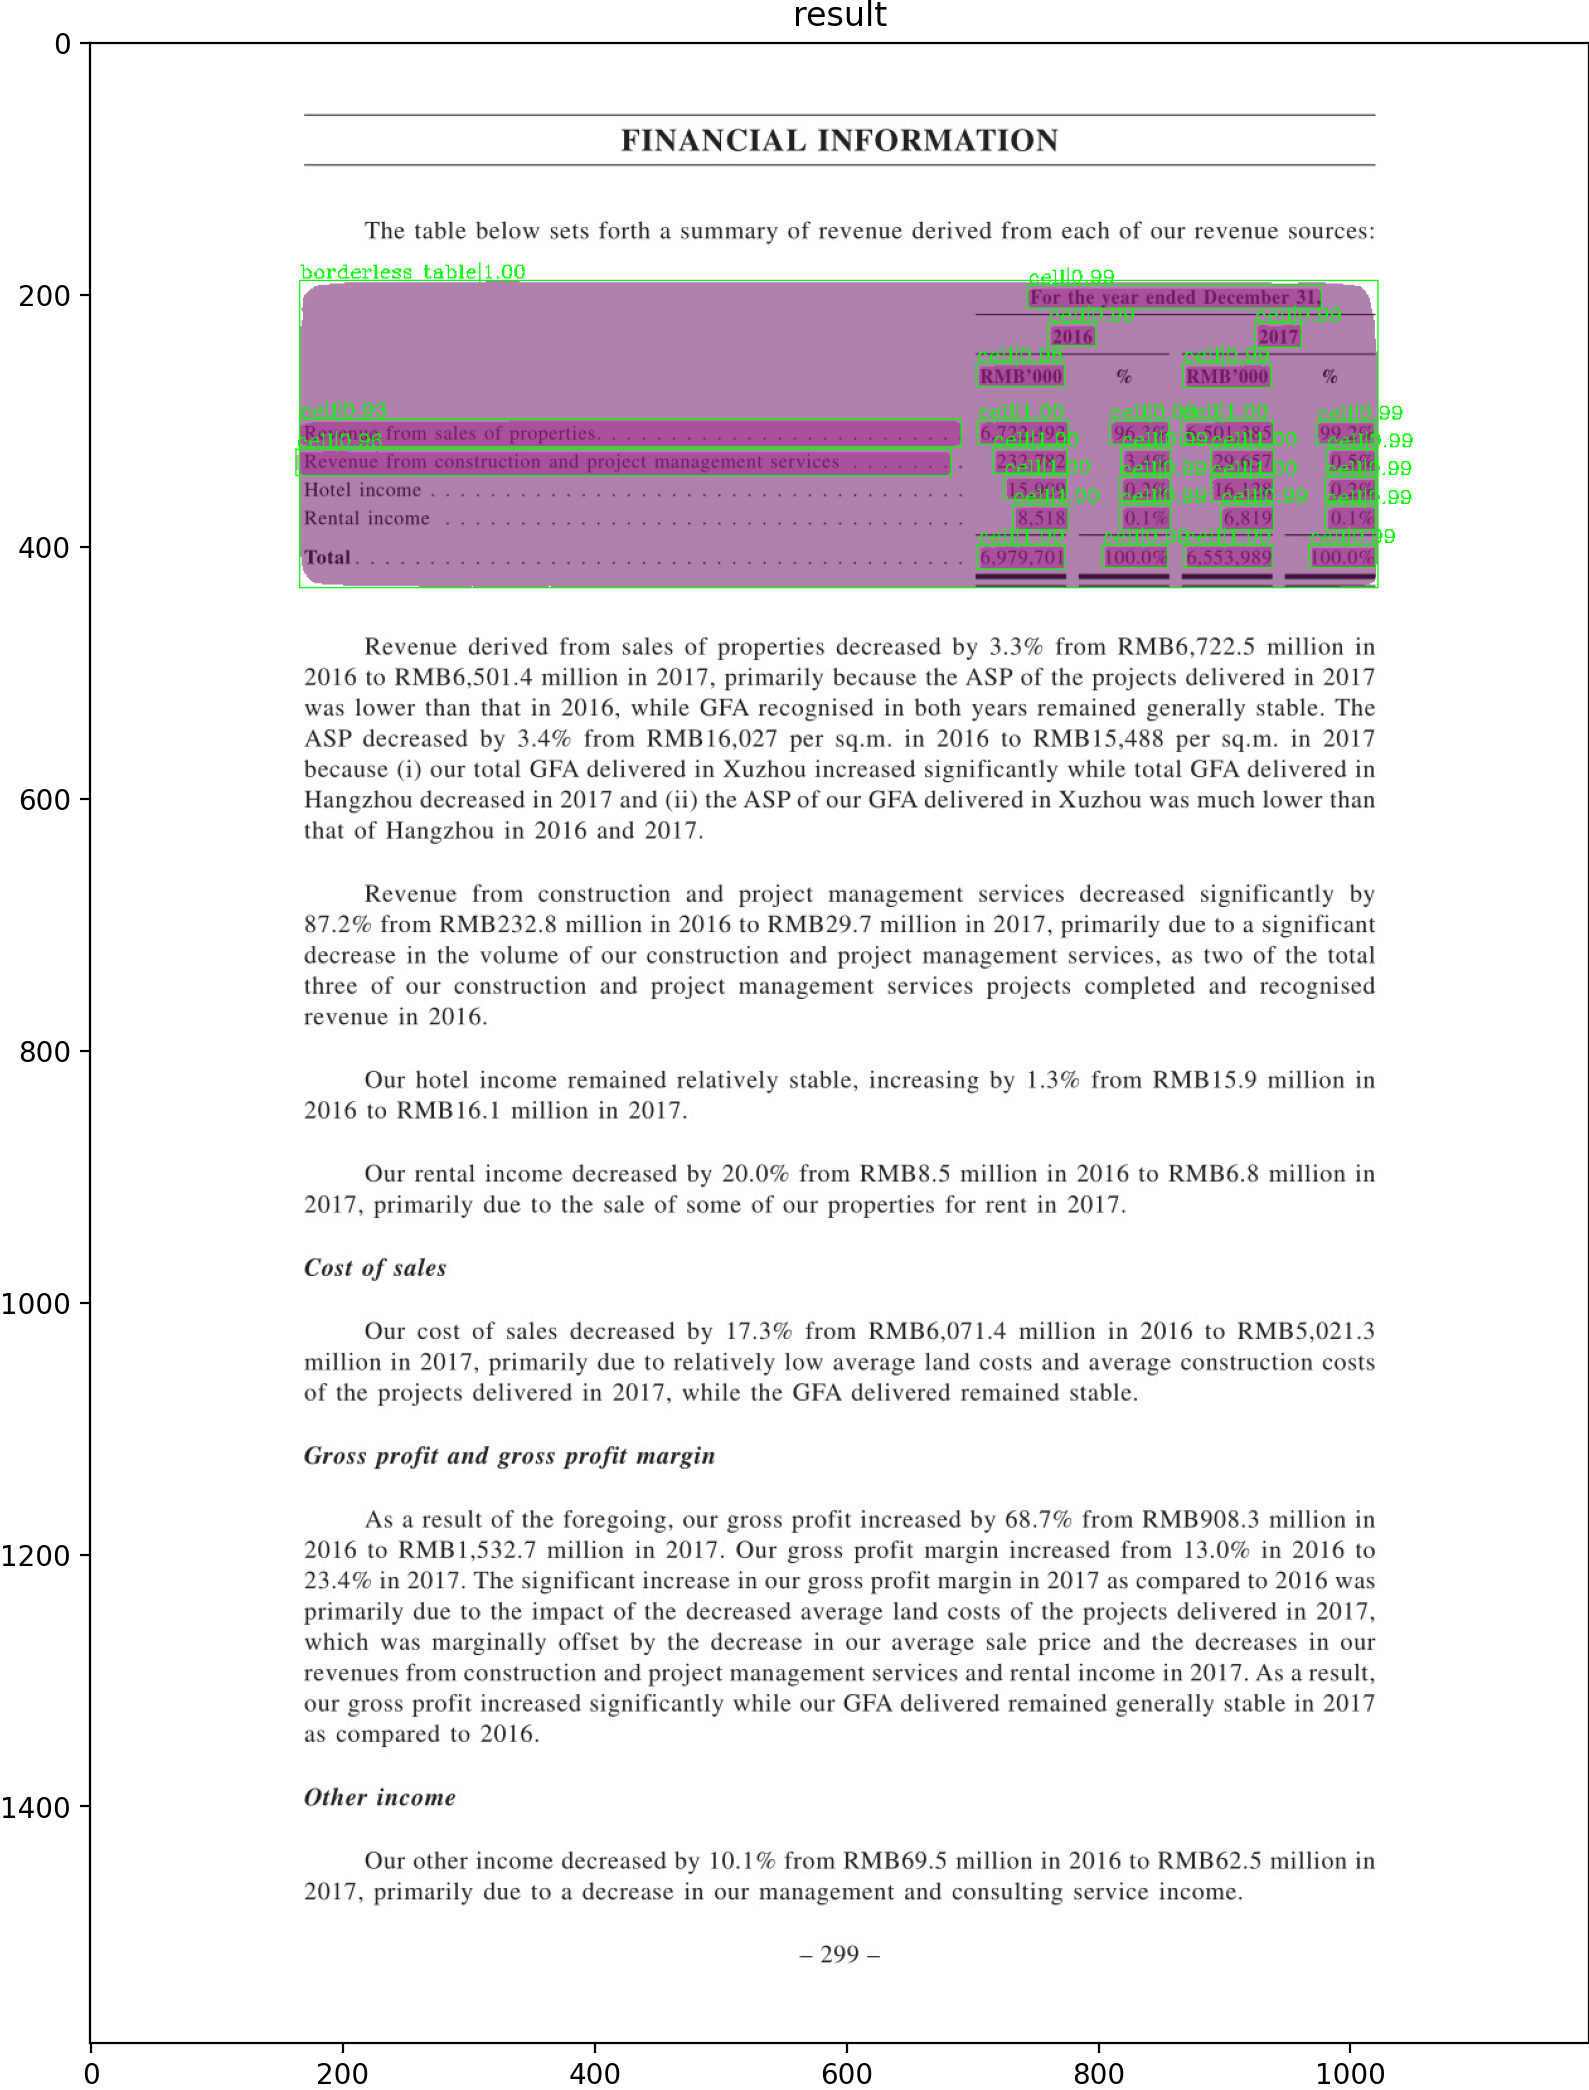 result
FINANCIAL INFORMATION
The table below sets forth a summary of revenue derived from each of our revenue sources:
borderless table|1.00
cell|0.99
For the year ended December 31,
cell|0.99 cell|0.99
2016 2017
cell|0.99
RMB’000 % RMB’000 %
cell|0.98 cell|1.00 cell|1.00 cell|0.99
Revenue from sales of properties 6,722,492 96.3% 6,501,385 99.2%
cell|0.96
Revenue from construction and project management services 232,782 3.4% 29,657 0.5%
Hotel income 15,909 0.2% 16,128 0.2%
Rental income 8,518 0.1% 6,819 0.1%
Total 6,979,701 100.0% 6,553,989 100.0%
Revenue derived from sales of properties decreased by 3.3% from RMB6,722.5 million in
2016 to RMB6,501.4 million in 2017, primarily because the ASP of the projects delivered in 2017
was lower than that in 2016, while GFA recognised in both years remained generally stable. The
ASP decreased by 3.4% from RMB16,027 per sq.m. in 2016 to RMB15,488 per sq.m. in 2017
because (i) our total GFA delivered in Xuzhou increased significantly while total GFA delivered in
Hangzhou decreased in 2017 and (ii) the ASP of our GFA delivered in Xuzhou was much lower than
that of Hangzhou in 2016 and 2017.
Revenue from construction and project management services decreased significantly by
87.2% from RMB232.8 million in 2016 to RMB29.7 million in 2017, primarily due to a significant
decrease in the volume of our construction and project management services, as two of the total
three of our construction and project management services projects completed and recognised
revenue in 2016.
Our hotel income remained relatively stable, increasing by 1.3% from RMB15.9 million in
2016 to RMB16.1 million in 2017.
Our rental income decreased by 20.0% from RMB8.5 million in 2016 to RMB6.8 million in
2017, primarily due to the sale of some of our properties for rent in 2017.
Cost of sales
Our cost of sales decreased by 17.3% from RMB6,071.4 million in 2016 to RMB5,021.3
million in 2017, primarily due to relatively low average land costs and average construction costs
of the projects delivered in 2017, while the GFA delivered remained stable.
Gross profit and gross profit margin
As a result of the foregoing, our gross profit increased by 68.7% from RMB908.3 million in
2016 to RMB1,532.7 million in 2017. Our gross profit margin increased from 13.0% in 2016 to
23.4% in 2017. The significant increase in our gross profit margin in 2017 as compared to 2016 was
primarily due to the impact of the decreased average land costs of the projects delivered in 2017,
which was marginally offset by the decrease in our average sale price and the decreases in our
revenues from construction and project management services and rental income in 2017. As a result,
our gross profit increased significantly while our GFA delivered remained generally stable in 2017
as compared to 2016.
Other income
Our other income decreased by 10.1% from RMB69.5 million in 2016 to RMB62.5 million in
2017, primarily due to a decrease in our management and consulting service income.
– 299 –
0
200
400
600
800
1000
1200
1400
0 200 400 600 800 1000